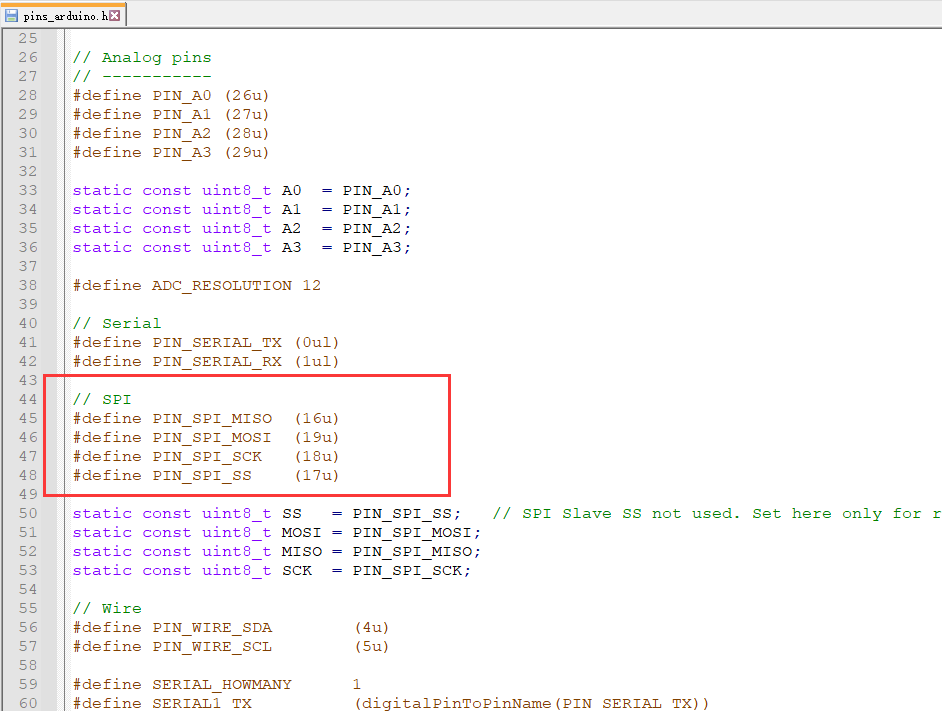 pins_arduino.h
25
26 // Analog pins
27 // -----------
28 #define PIN_A0 (26u)
29 #define PIN_A1 (27u)
30 #define PIN_A2 (28u)
31 #define PIN_A3 (29u)
32
33 static const uint8_t A0  = PIN_A0;
34 static const uint8_t A1  = PIN_A1;
35 static const uint8_t A2  = PIN_A2;
36 static const uint8_t A3  = PIN_A3;
37
38 #define ADC_RESOLUTION 12
39
40 // Serial
41 #define PIN_SERIAL_TX (0ul)
42 #define PIN_SERIAL_RX (1ul)
43
44 // SPI
45 #define PIN_SPI_MISO  (16u)
46 #define PIN_SPI_MOSI  (19u)
47 #define PIN_SPI_SCK   (18u)
48 #define PIN_SPI_SS    (17u)
49
50 static const uint8_t SS   = PIN_SPI_SS;   // SPI Slave SS not used. Set here only for r
51 static const uint8_t MOSI = PIN_SPI_MOSI;
52 static const uint8_t MISO = PIN_SPI_MISO;
53 static const uint8_t SCK  = PIN_SPI_SCK;
54
55 // Wire
56 #define PIN_WIRE_SDA        (4u)
57 #define PIN_WIRE_SCL        (5u)
58
59 #define SERIAL_HOWMANY      1
60 #define SERIAL1_TX          (digitalPinToPinName(PIN_SERIAL_TX))